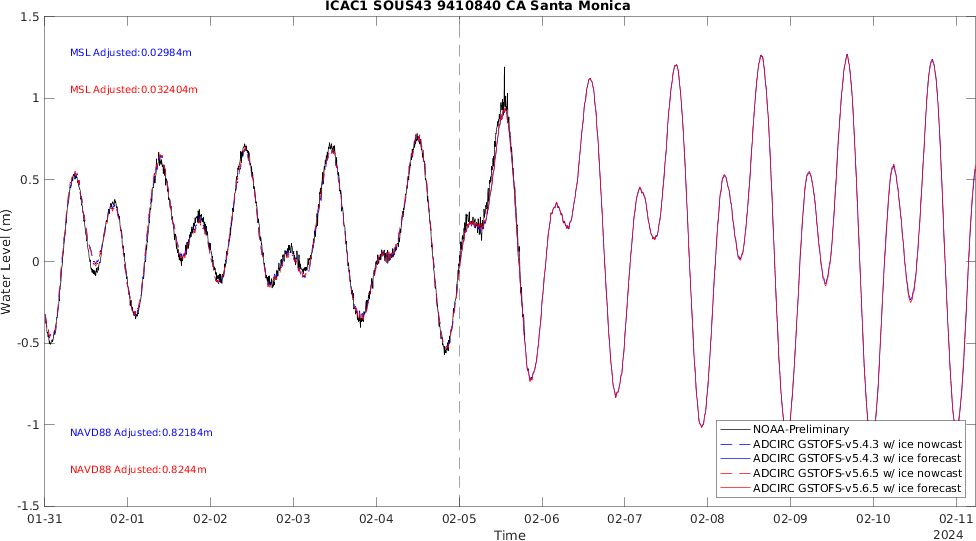 ICAC1 SOUS43 9410840 CA Santa Monica
1.5
MSL Adjusted:0.02984m
MSL Adjusted:0.032404m
1
0.5
0
-0.5
-1
-1.5
Water Level (m)
NAVD88 Adjusted:0.82184m
NAVD88 Adjusted:0.8244m
NOAA-Preliminary
ADCIRC GSTOFS-v5.4.3 w/ ice nowcast
ADCIRC GSTOFS-v5.4.3 w/ ice forecast
ADCIRC GSTOFS-v5.6.5 w/ ice nowcast
ADCIRC GSTOFS-v5.6.5 w/ ice forecast
01-31 02-01 02-02 02-03 02-04 02-05 02-06 02-07 02-08 02-09 02-10 02-11
Time
2024